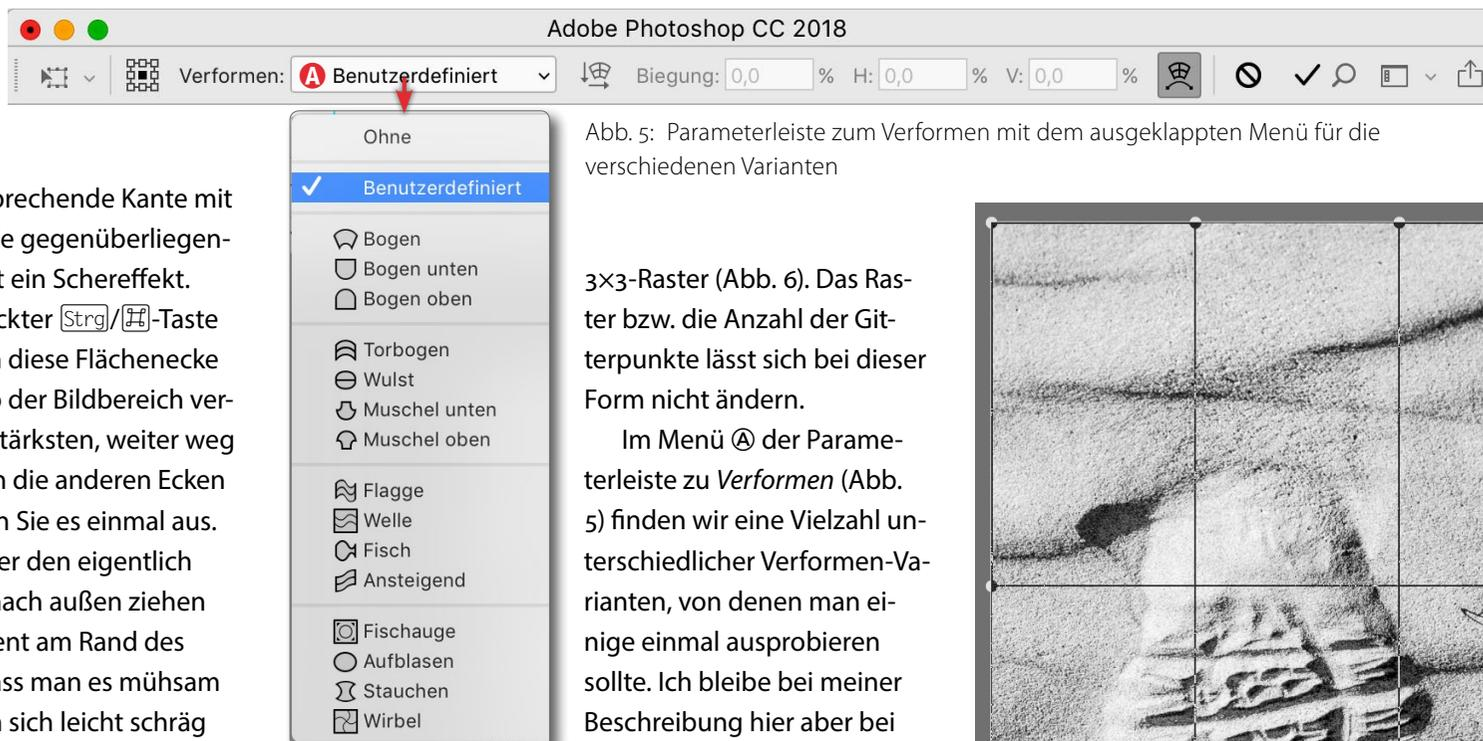 Adobe Photoshop CC 2018
Verformen: A Benutzerdefiniert Biegung: 0,0 % H: 0,0 % V: 0,0 %
Ohne
Benutzerdefiniert
Bogen
Bogen unten
Bogen oben
Torbogen
Wulst
Muschel unten
Muschel oben
Flagge
Welle
Fisch
Ansteigend
Fischauge
Aufblasen
Stauchen
Wirbel
Abb. 5: Parameterleiste zum Verformen mit dem ausgeklappten Menü für die
verschiedenen Varianten
prechende Kante mit
e gegenüberliegen-
t ein Schereffekt.
ckter Strg/⌘-Taste
diese Flächenecke
der Bildbereich ver-
tärksten, weiter weg
n die anderen Ecken
n Sie es einmal aus.
er den eigentlich
nach außen ziehen
ent am Rand des
ass man es mühsam
sich leicht schräg
3×3-Raster (Abb. 6). Das Ras-
ter bzw. die Anzahl der Git-
terpunkte lässt sich bei dieser
Form nicht ändern.
Im Menü Ⓐ der Parame-
terleiste zu Verformen (Abb.
5) finden wir eine Vielzahl un-
terschiedlicher Verformen-Va-
rianten, von denen man ei-
nige einmal ausprobieren
sollte. Ich bleibe bei meiner
Beschreibung hier aber bei